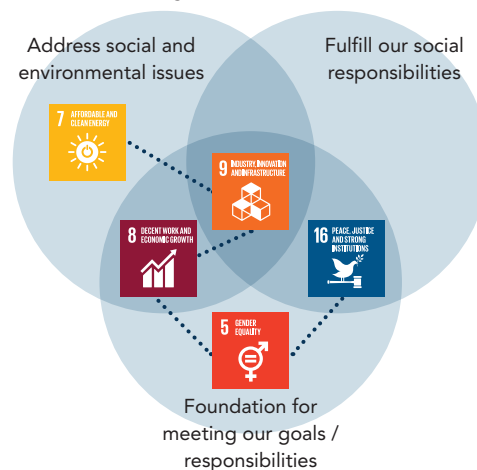 Address social and
environmental issues
Fulfill our social
responsibilities
7 AFFORDABLE AND
CLEAN ENERGY
9 INDUSTRY, INNOVATION
AND INFRASTRUCTURE
8 DECENT WORK AND
ECONOMIC GROWTH
16 PEACE, JUSTICE
AND STRONG
INSTITUTIONS
5 GENDER
EQUALITY
Foundation for
meeting our goals /
responsibilities